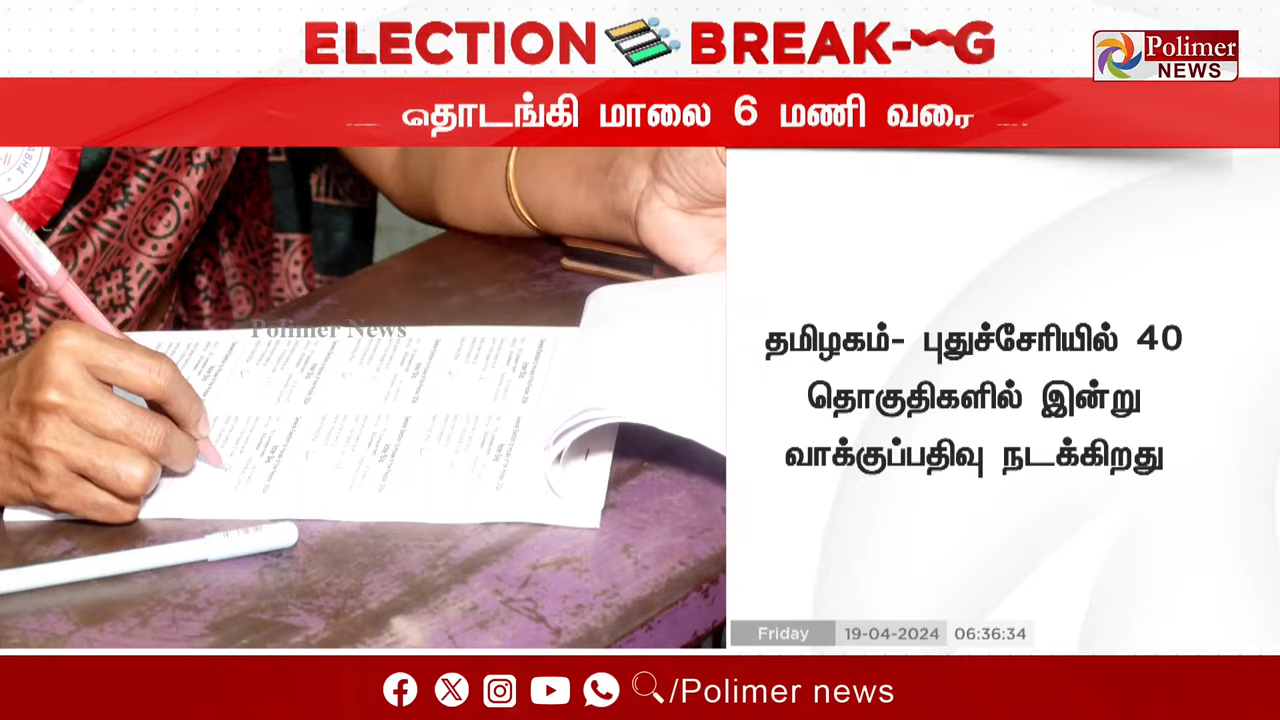 ELECTION BREAK-G
Polimer
NEWS
தொடங்கி மாலை 6 மணி வரை
Polimer News
தமிழகம்- புதுச்சேரியில் 40
தொகுதிகளில் இன்று
வாக்குப்பதிவு நடக்கிறது
Friday 19-04-2024 06:36:34
/Polimer news